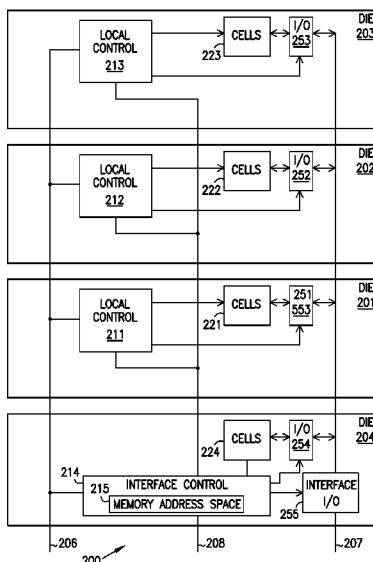 DIE
203
LOCAL
CONTROL
213
CELLS
223
I/O
253
DIE
202
LOCAL
CONTROL
212
CELLS
222
I/O
252
DIE
201
LOCAL
CONTROL
211
CELLS
221
251
553
DIE
204
CELLS
224
I/O
254
214
INTERFACE CONTROL
215
MEMORY ADDRESS SPACE
INTERFACE
I/O
255
206
208
207
200